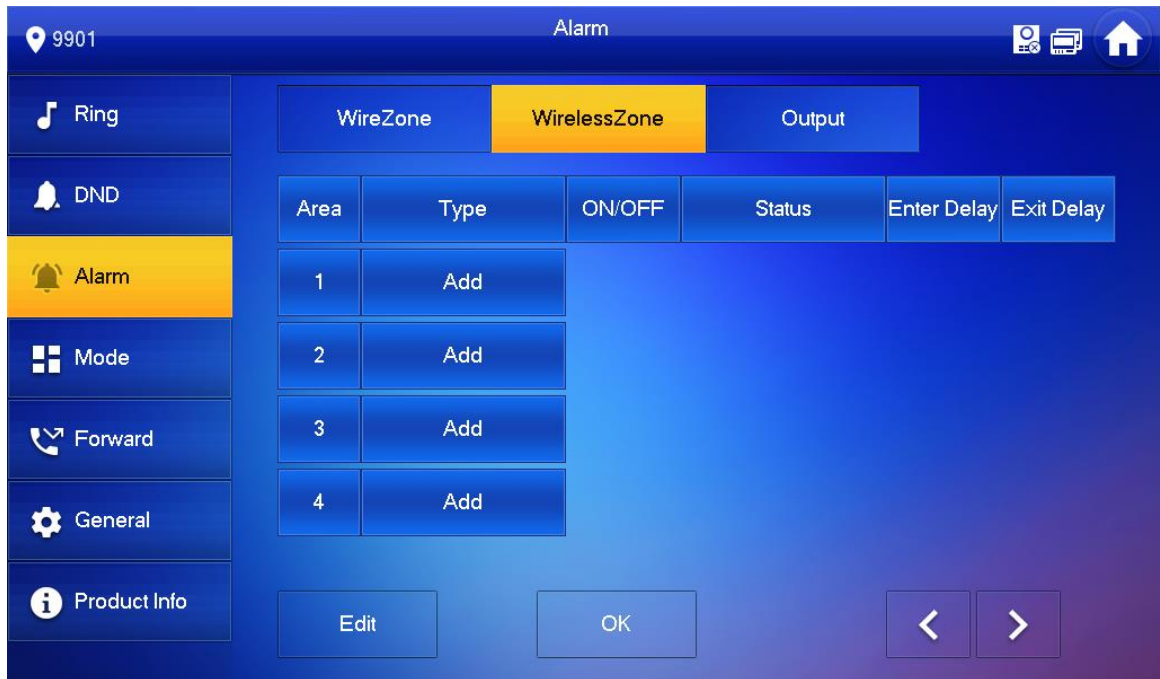 9901
Alarm
Ring
DND
Alarm
Mode
Forward
General
Product Info
WireZone WirelessZone Output
Area Type ON/OFF Status Enter Delay Exit Delay
1 Add
2 Add
3 Add
4 Add
Edit OK